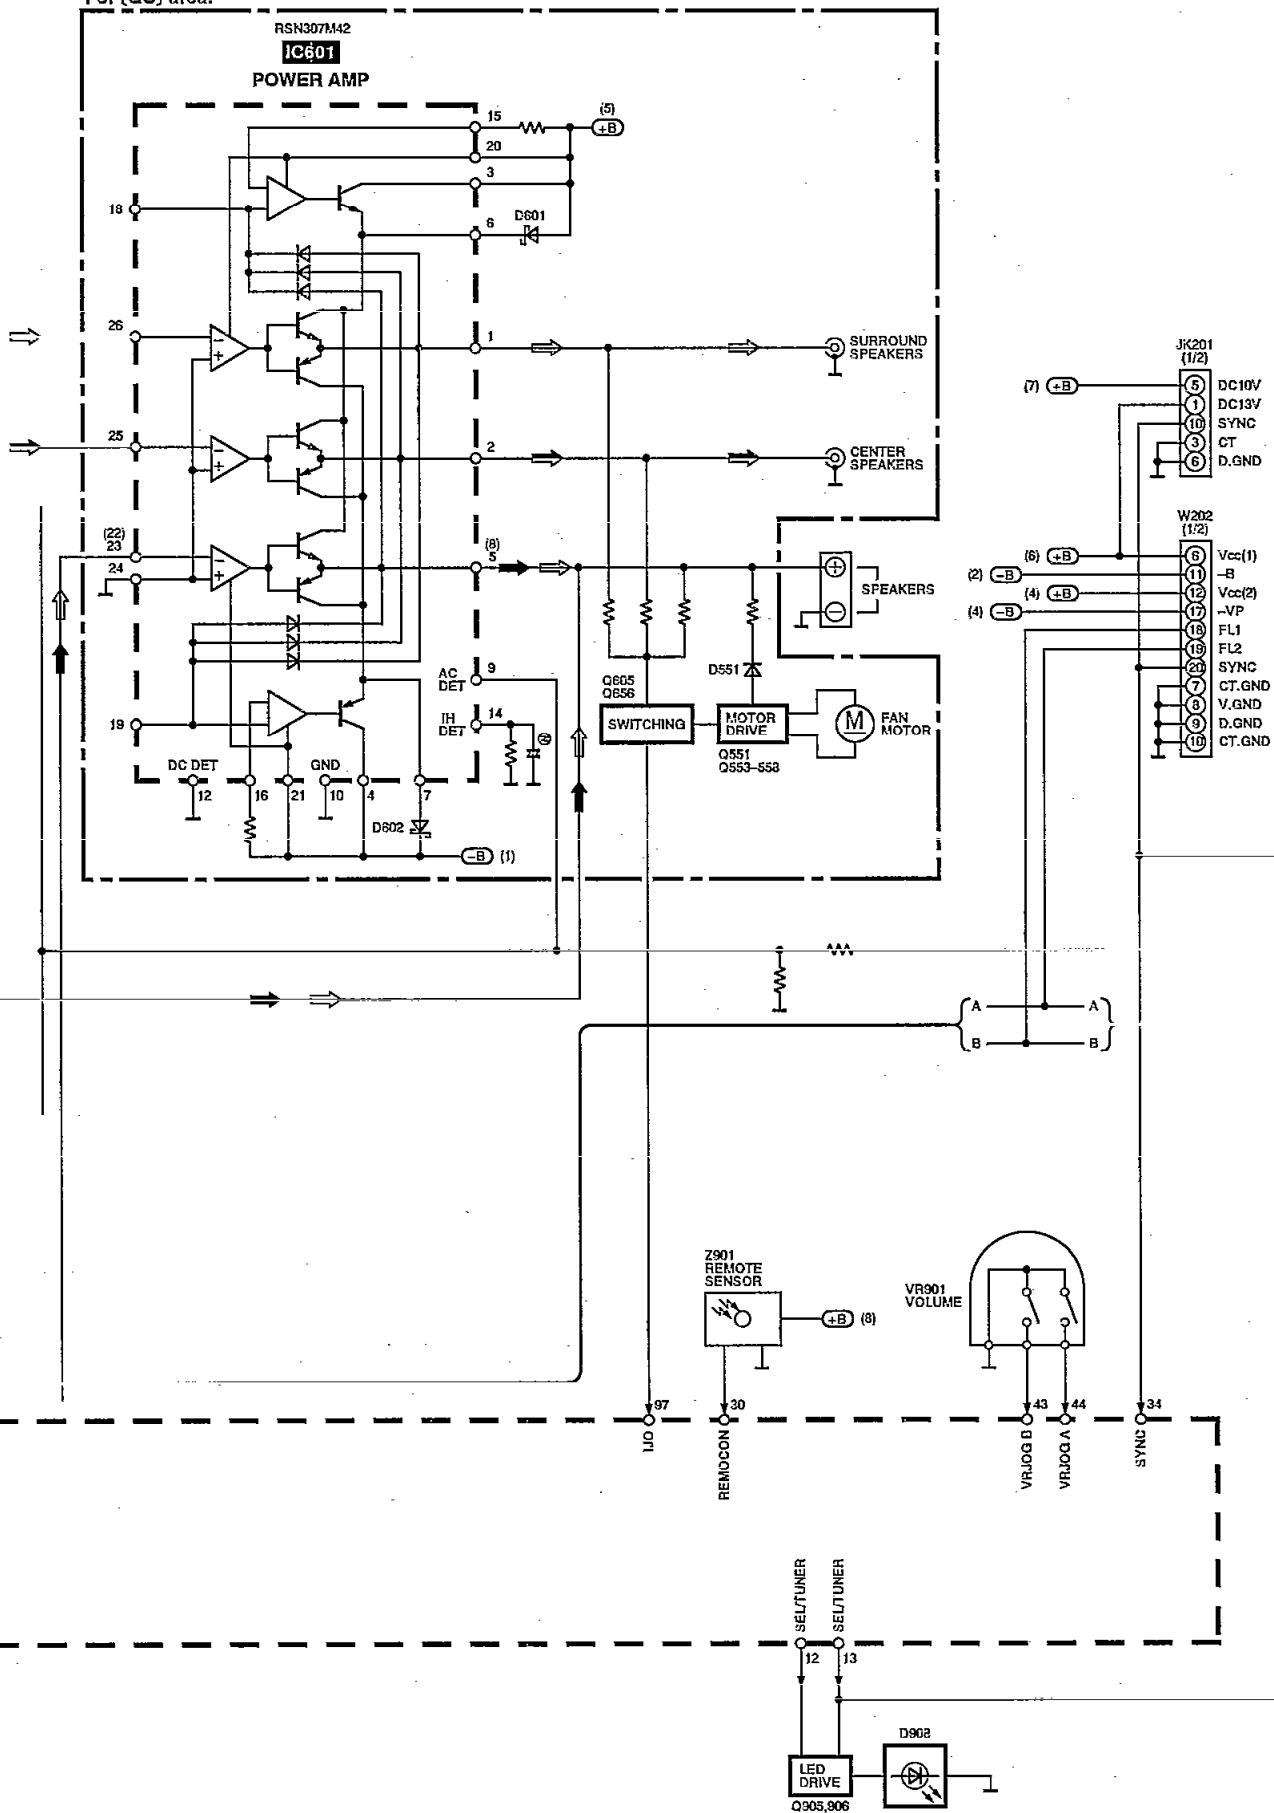 For [GC] area.
RSN307M42
IC601
POWER AMP
15
(5)
+B
20
3
18
6
D601
26
1
SURROUND
SPEAKERS
JK201
(1/2)
(7) +B
5 DC10V
1 DC13V
10 SYNC
3 CT
6 D.GND
25
2
CENTER
SPEAKERS
W202
(1/2)
(22)
23
24
(8)
5
+
−
SPEAKERS
(6) +B
6 Vcc(1)
(2) −B
11 −B
(4) +B
12 Vcc(2)
(4) −B
17 −VP
18 FL1
19 FL2
20 SYNC
7 CT.GND
8 V.GND
9 D.GND
10 CT.GND
AC
DET
9
D551
Q605
Q656
SWITCHING
MOTOR
DRIVE
M
FAN
MOTOR
Q551
Q553–558
19
IH
DET
14
DC DET
GND
12
16
21
10
4
7
D602
−B (1)
A
A
B
B
Z901
REMOTE
SENSOR
+B (8)
VR901
VOLUME
97
30
43
44
34
REMOCON
VRJOG B
VRJOG A
SYNC
SEL/TUNER
SEL/TUNER
12
13
D902
LED
DRIVE
Q905,906